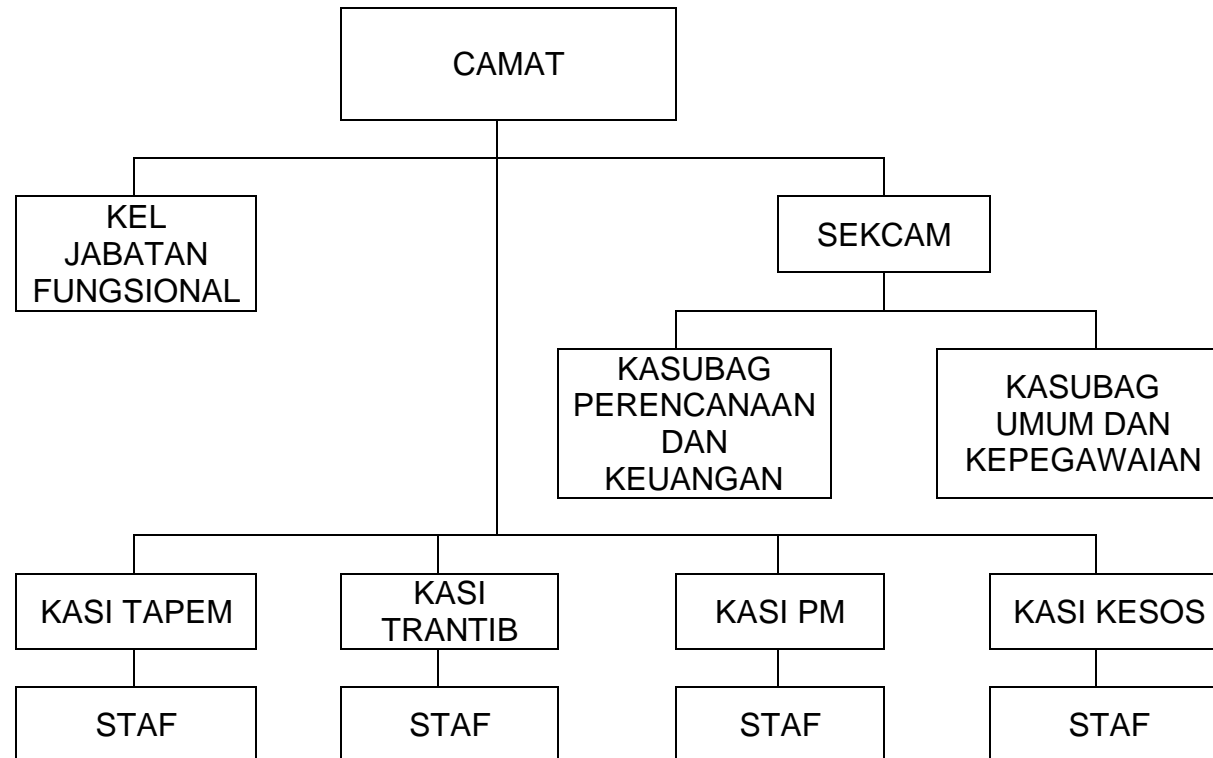 CAMAT
KEL
JABATAN
FUNGSIONAL
SEKCAM
KASUBAG
PERENCANAAN
DAN
KEUANGAN
KASUBAG
UMUM DAN
KEPEGAWAIAN
KASI TAPEM
KASI
TRANTIB
KASI PM
KASI KESOS
STAF
STAF
STAF
STAF